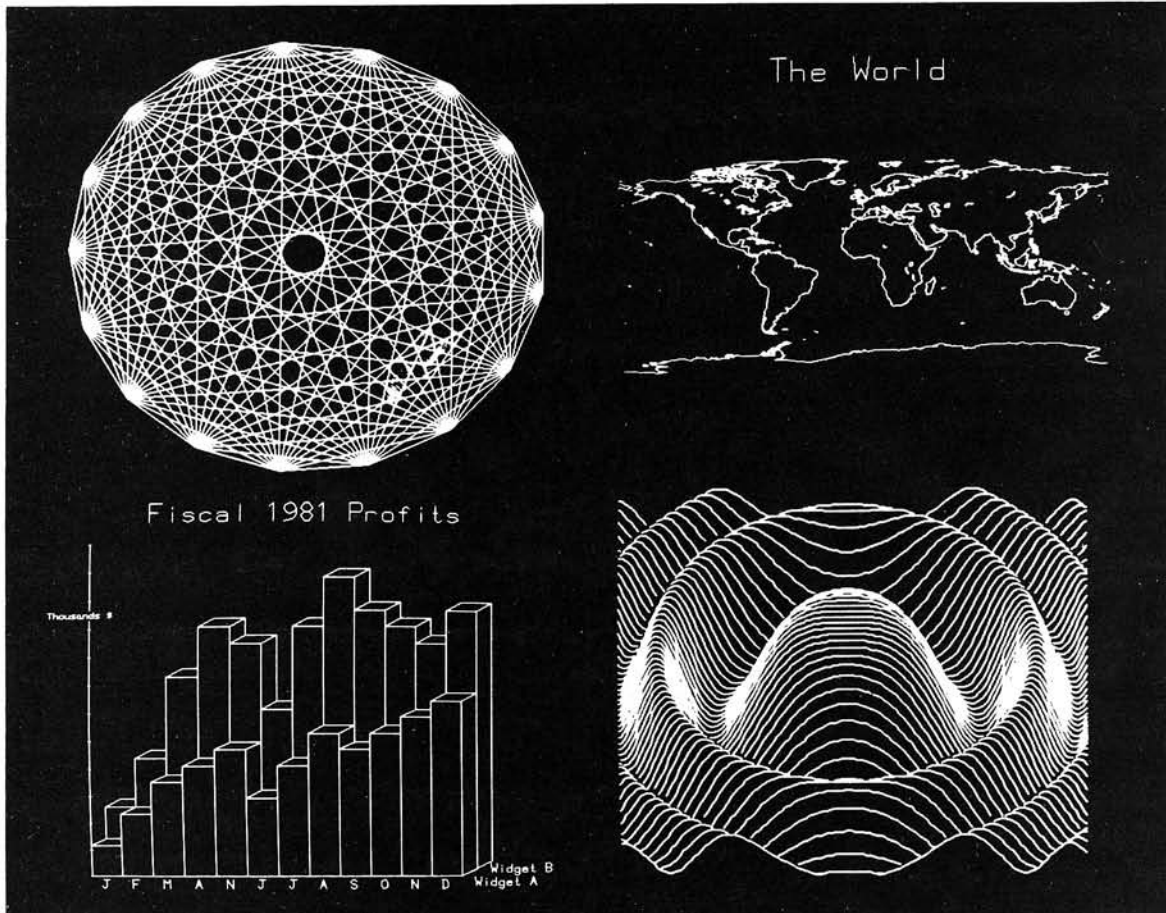 The World
Fiscal 1981 Profits
Thousands $
Widget B
Widget A
J F M A N J J A S O N D